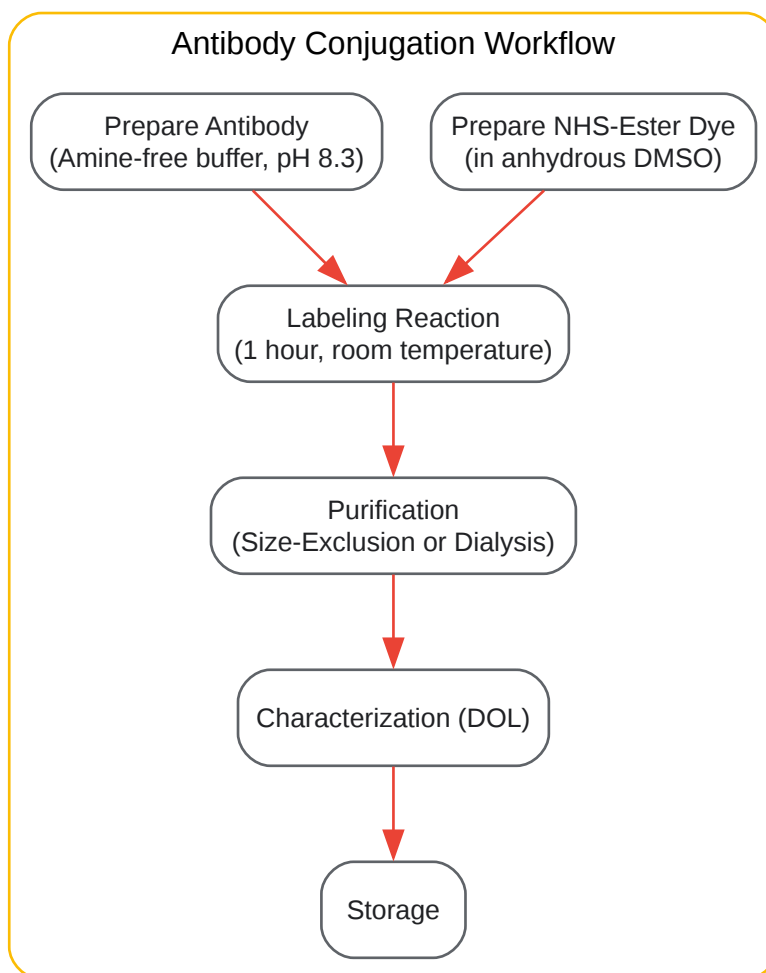 Antibody Conjugation Workflow
Prepare Antibody
(Amine-free buffer, pH 8.3)
Prepare NHS-Ester Dye
(in anhydrous DMSO)
Labeling Reaction
(1 hour, room temperature)
Purification
(Size-Exclusion or Dialysis)
Characterization (DOL)
Storage